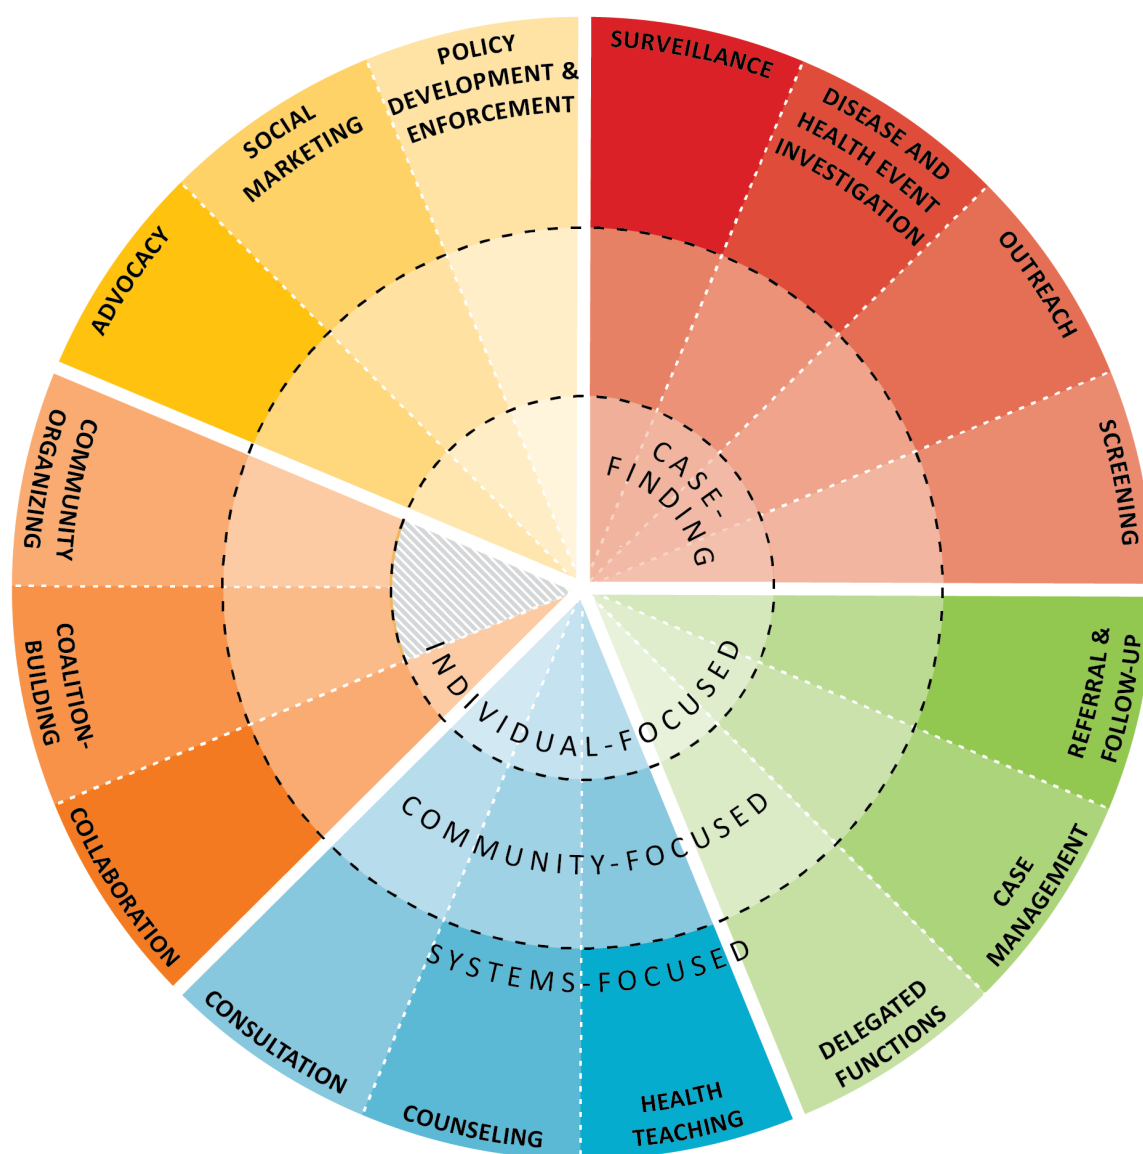 SURVEILLANCE
DISEASE AND
HEALTH EVENT
INVESTIGATION
OUTREACH
SCREENING
REFERRAL &
FOLLOW-UP
CASE
MANAGEMENT
DELEGATED
FUNCTIONS
HEALTH
TEACHING
COUNSELING
CONSULTATION
COLLABORATION
COALITION-
BUILDING
COMMUNITY
ORGANIZING
ADVOCACY
SOCIAL
MARKETING
POLICY
DEVELOPMENT &
ENFORCEMENT
CASE-
FINDING
INDIVIDUAL-FOCUSED
COMMUNITY-FOCUSED
SYSTEMS-FOCUSED